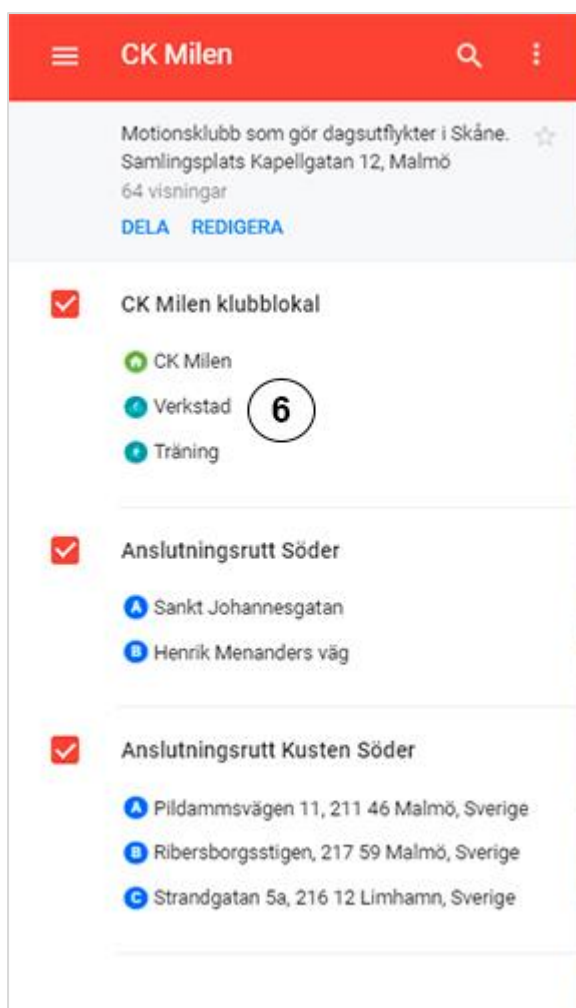 CK Milen
Motionsklubb som gör dagsutflykter i Skåne.
Samlingsplats Kapellgatan 12, Malmö
64 visningar
DELA REDIGERA
CK Milen klubblokal
CK Milen
Verkstad
6
Träning
Anslutningsrutt Söder
A Sankt Johannesgatan
B Henrik Menanders väg
Anslutningsrutt Kusten Söder
A Pildammsvägen 11, 211 46 Malmö, Sverige
B Ribersborgsstigen, 217 59 Malmö, Sverige
C Strandgatan 5a, 216 12 Limhamn, Sverige